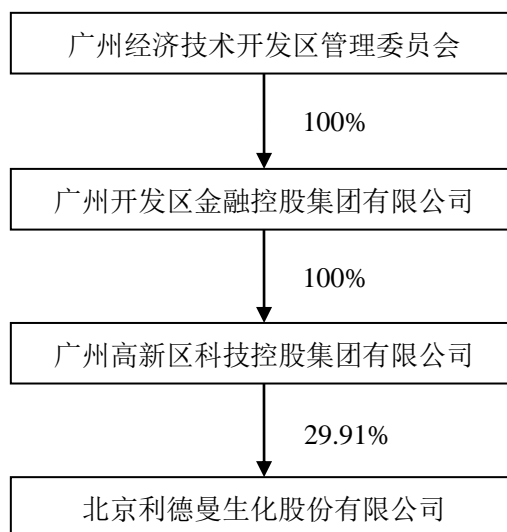 广州经济技术开发区管理委员会
100%
广州开发区金融控股集团有限公司
100%
广州高新区科技控股集团有限公司
29.91%
北京利德曼生化股份有限公司